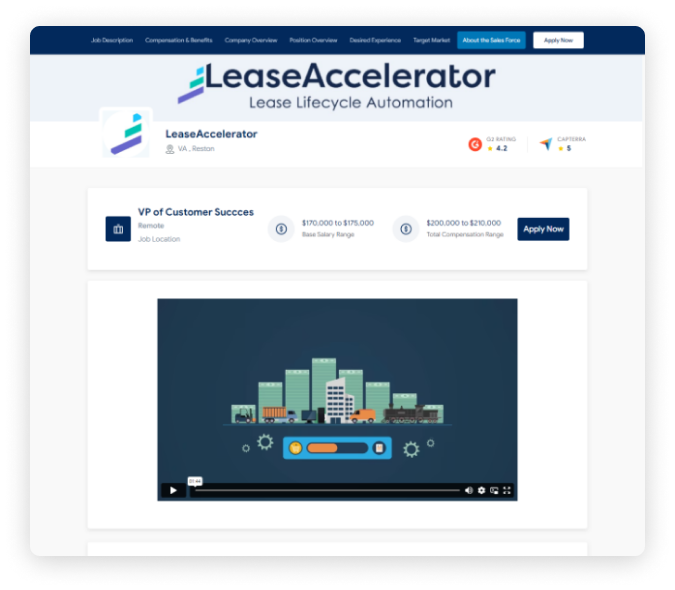 Job Description Compensation & Benefits Company Overview Position Overview Desired Experience Target Market About the Sales Force Apply Now
LeaseAccelerator
Lease Lifecycle Automation
LeaseAccelerator
VA , Reston
G2 RATING
4.2
CAPTERRA
5
VP of Customer Succces
Remote
Job Location
$170,000 to $175,000
Base Salary Range
$200,000 to $210,000
Total Compensation Range
Apply Now